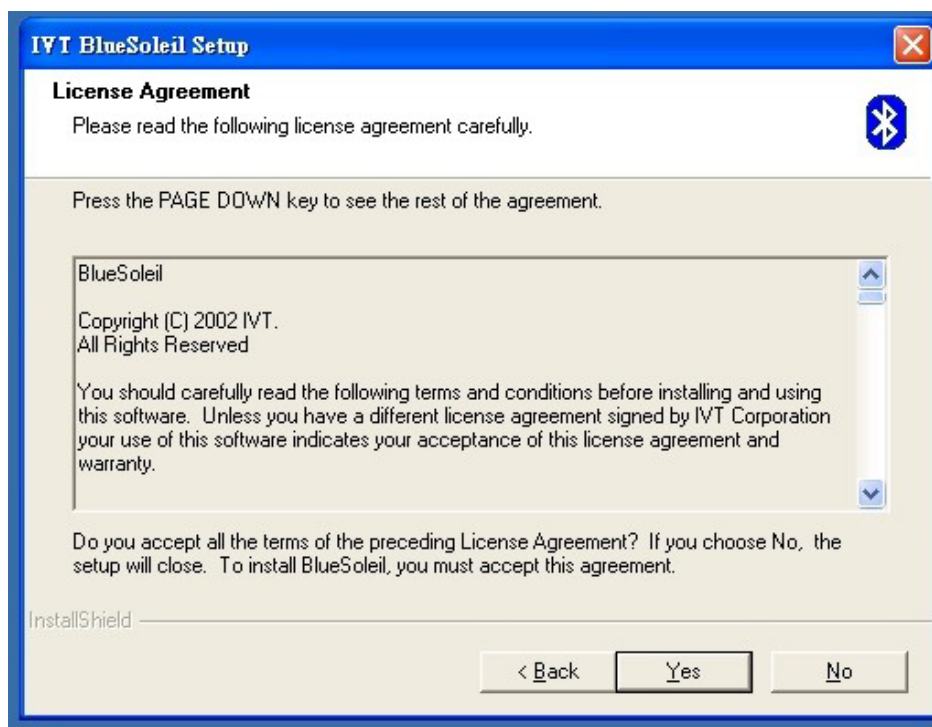 IVT BlueSoleil Setup
License Agreement
Please read the following license agreement carefully.
Press the PAGE DOWN key to see the rest of the agreement.
BlueSoleil
Copyright (C) 2002 IVT.
All Rights Reserved
You should carefully read the following terms and conditions before installing and using
this software.  Unless you have a different license agreement signed by IVT Corporation
your use of this software indicates your acceptance of this license agreement and
warranty.
Do you accept all the terms of the preceding License Agreement?  If you choose No,  the
setup will close.  To install BlueSoleil, you must accept this agreement.
InstallShield
< Back
Yes
No